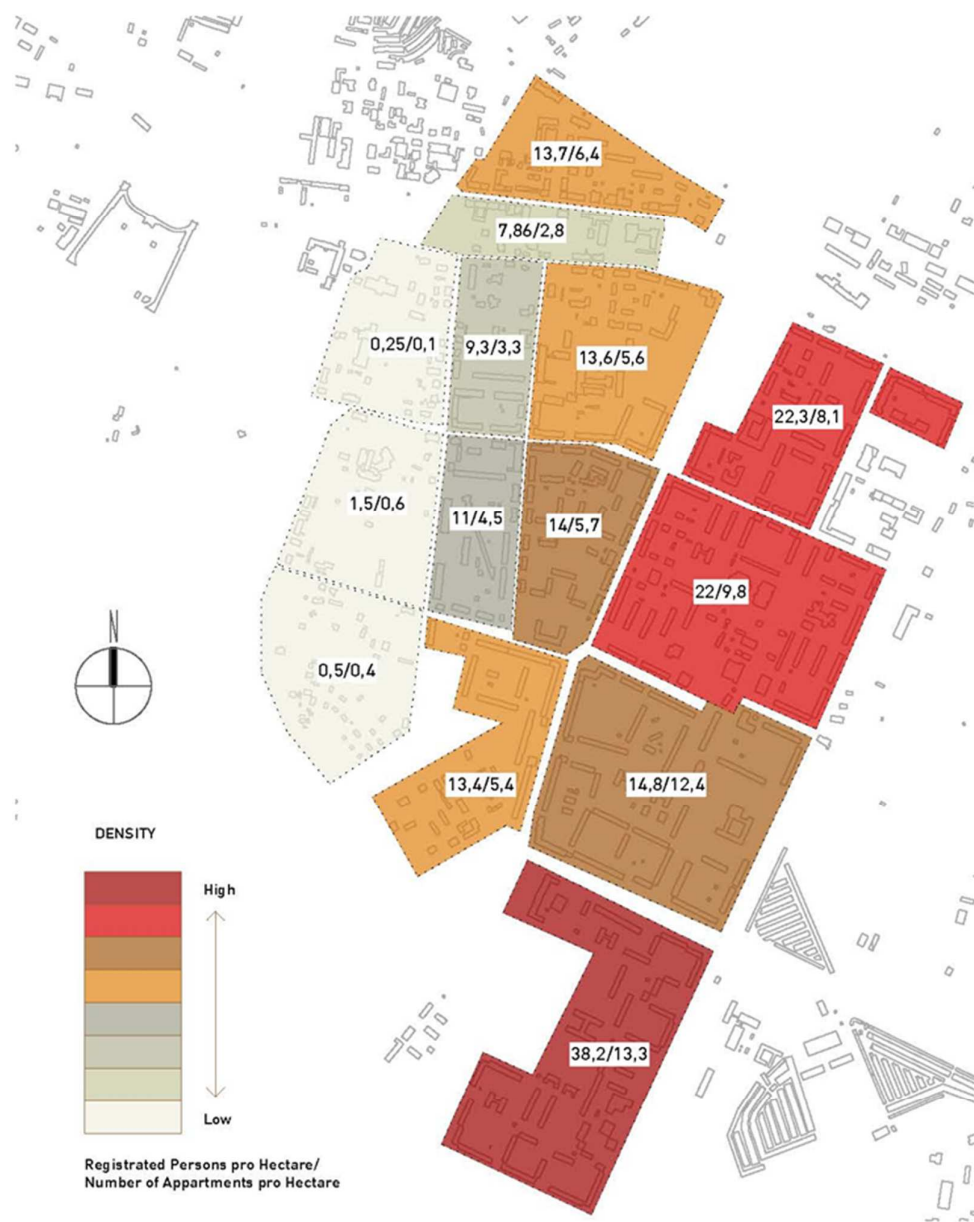 13,7/6,4
7,86/2,8
0,25/0,1
9,3/3,3
13,6/5,6
22,3/8,1
1,5/0,6
11/4,5
14/5,7
22/9,8
N
0,5/0,4
13,4/5,4
14,8/12,4
DENSITY
High
38,2/13,3
Low
Registrated Persons pro Hectare/
Number of Appartments pro Hectare